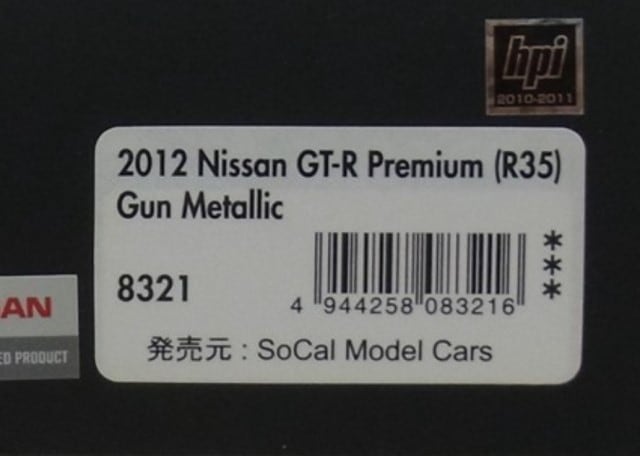 hpi
2010-2011
2012 Nissan GT-R Premium (R35)
Gun Metallic
8321
***
4 944258 083216
AN
ED PRODUCT
発売元 : SoCal Model Cars